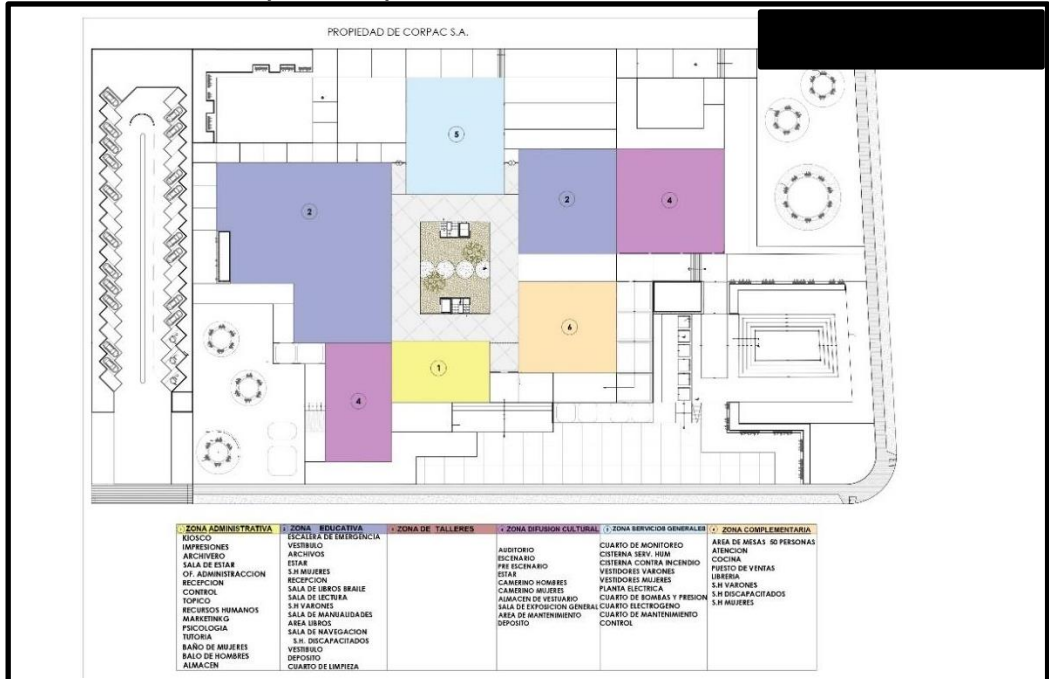 PROPIEDAD DE CORPAC S.A.
5
2
2
4
6
1
4
ZONA ADMINISTRATIVA
KIOSCO
IMPRESIONES
ARCHIVERO
SALA DE ESTAR
OF. ADMINISTRACCION
RECEPCION
CONTROL
TOPICO
RECURSOS HUMANOS
MARKETINKG
PSICOLOGIA
TUTORIA
BAÑO DE MUJERES
BALO DE HOMBRES
ALMACEN
ZONA EDUCATIVA
ESCALERA DE EMERGENCIA
VESTIBULO
ARCHIVOS
ESTAR
S.H MUJERES
RECEPCION
SALA DE LIBROS BRAILE
SALA DE LECTURA
S.H VARONES
SALA DE MANUALIDADES
AREA LIBROS
SALA DE NAVEGACION
S.H. DISCAPACITADOS
VESTIBULO
DEPOSITO
CUARTO DE LIMPIEZA
ZONA DE TALLERES
ZONA DIFUSION CULTURAL
AUDITORIO
ESCENARIO
PRE ESCENARIO
ESTAR
CAMERINO HOMBRES
CAMERINO MUJERES
ALMACEN DE VESTUARIO
SALA DE EXPOSICION GENERAL
AREA DE MANTENIMIENTO
DEPOSITO
ZONA SERVICIOS GENERALES
CUARTO DE MONITOREO
CISTERNA SERV. HUM
CISTERNA CONTRA INCENDIO
VESTIDORES VARONES
VESTIDORES MUJERES
PLANTA ELECTRICA
CUARTO DE BOMBAS Y PRESION
CUARTO ELECTROGENO
CUARTO DE MANTENIMIENTO
CONTROL
ZONA COMPLEMENTARIA
AREA DE MESAS 50 PERSONAS
ATENCION
COCINA
PUESTO DE VENTAS
LIBRERIA
S.H VARONES
S.H DISCAPACITADOS
S.H MUJERES